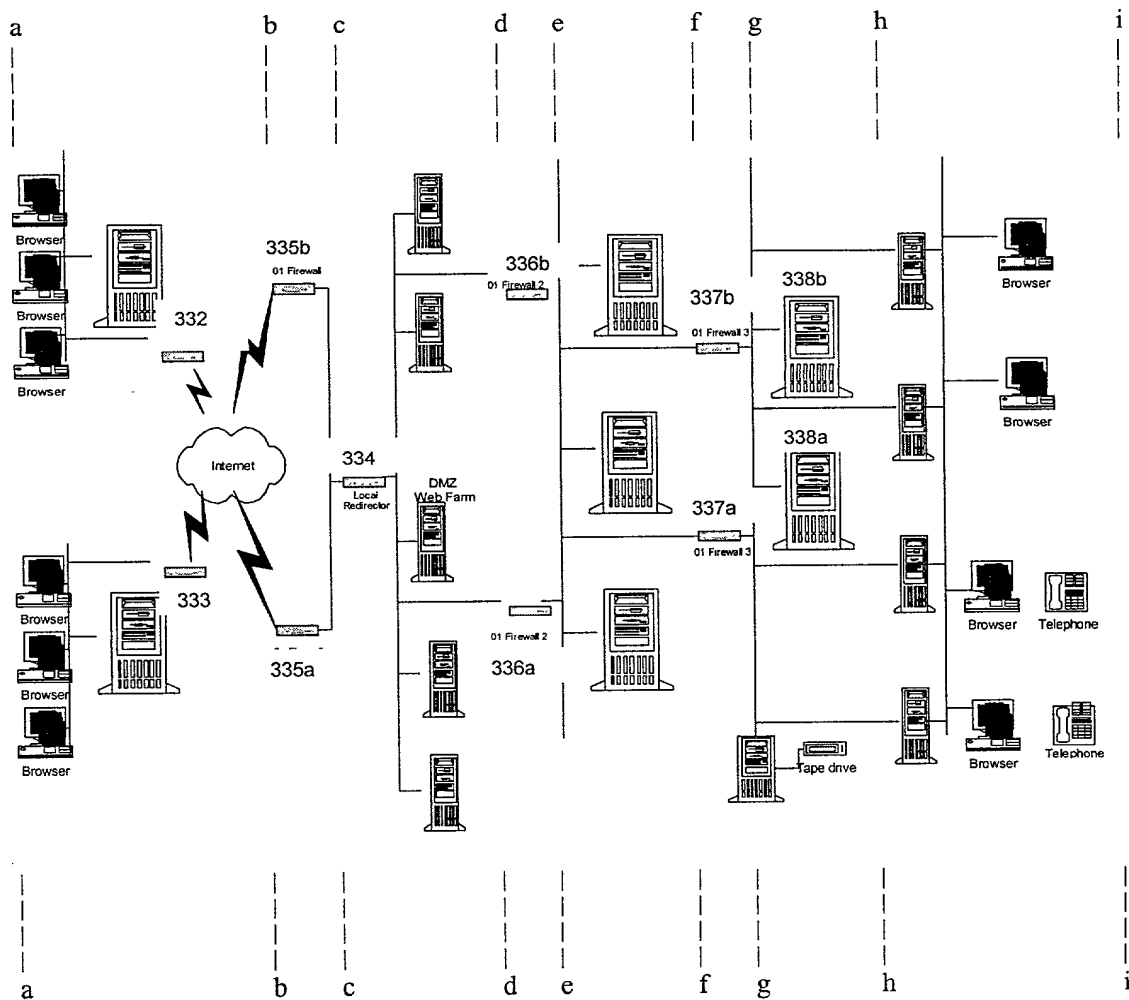 a b c d e f g h i
Browser
Browser
Browser
332
335b
01 Firewall
336b
01 Firewall 2
337b
01 Firewall 3
338b
Browser
Browser
Internet
334
Local
Redirector
DMZ
Web Farm
338a
337a
01 Firewall 3
333
Browser
Browser
Browser
335a
01 Firewall 2
336a
Browser
Telephone
Browser
Telephone
Tape drive
a b c d e f g h i